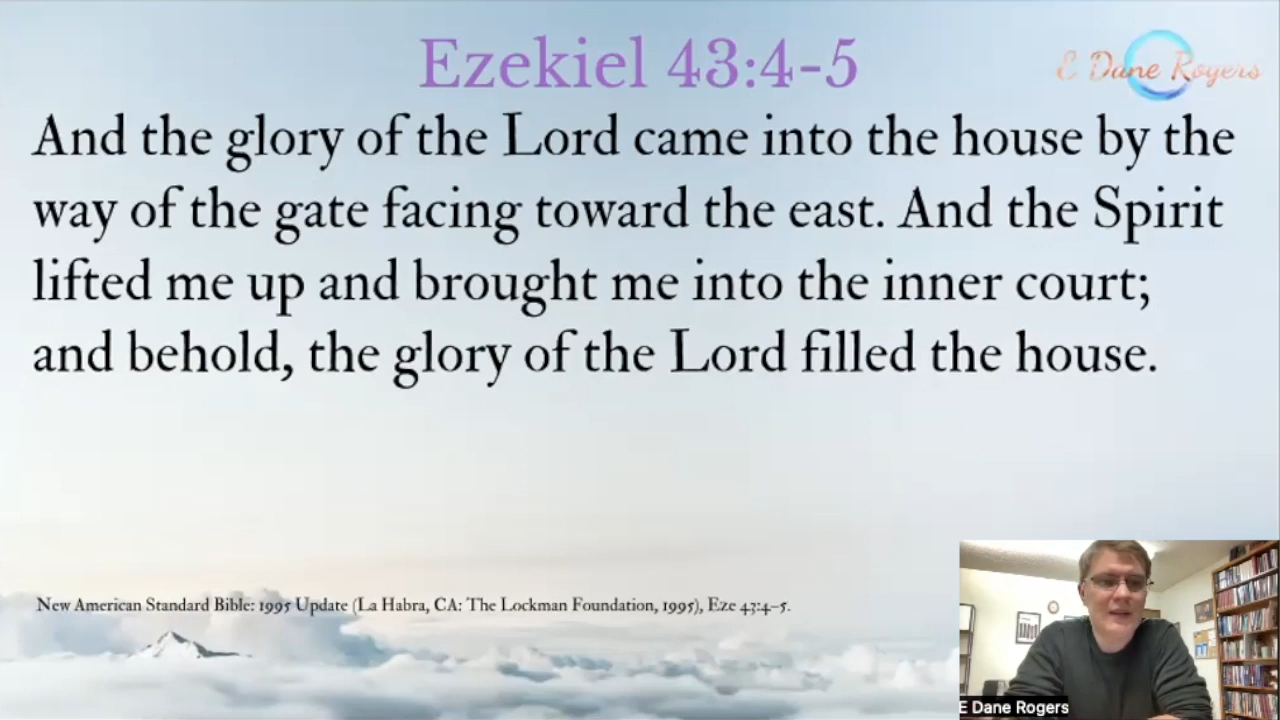 Ezekiel 43:4-5
E Dane Rogers
And the glory of the Lord came into the house by the
way of the gate facing toward the east. And the Spirit
lifted me up and brought me into the inner court;
and behold, the glory of the Lord filled the house.
New American Standard Bible: 1995 Update (La Habra, CA: The Lockman Foundation, 1995), Eze 43:4–5.
E Dane Rogers